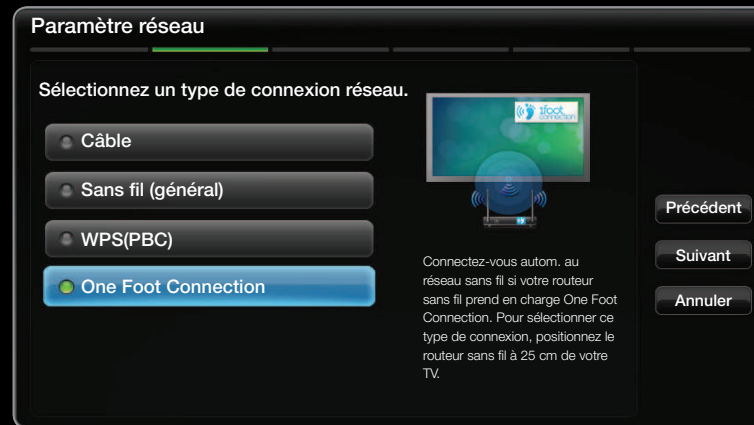 Paramètre réseau
Sélectionnez un type de connexion réseau.
Câble
Sans fil (général)
WPS(PBC)
One Foot Connection
1foot
connection
Connectez-vous autom. au
réseau sans fil si votre routeur
sans fil prend en charge One Foot
Connection. Pour sélectionner ce
type de connexion, positionnez le
routeur sans fil à 25 cm de votre
TV.
Précédent
Suivant
Annuler